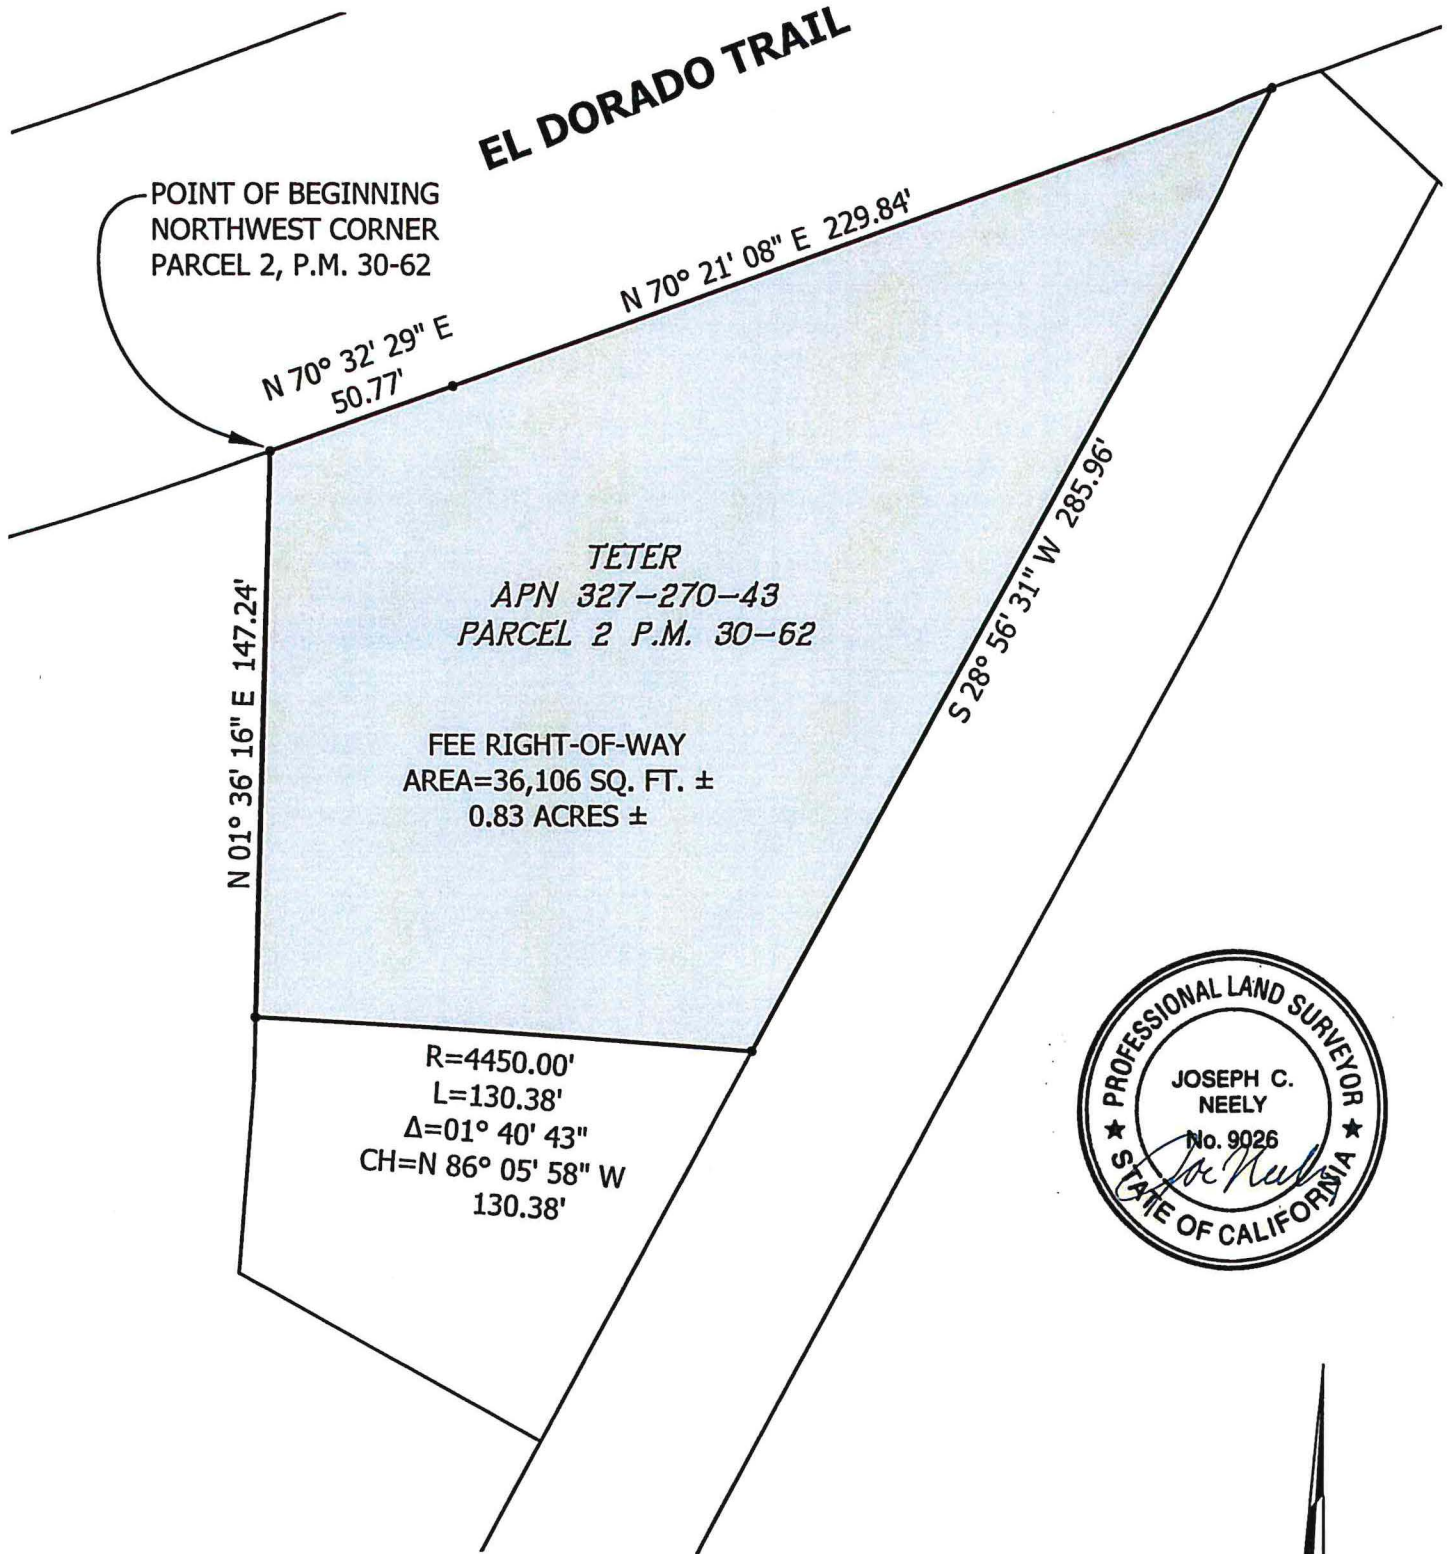 EL DORADO TRAIL
POINT OF BEGINNING
NORTHWEST CORNER
PARCEL 2, P.M. 30-62
N 70° 32' 29" E
50.77'
N 70° 21' 08" E 229.84'
S 28° 56' 31" W 285.96'
N 01° 36' 16" E 147.24'
TETER
APN 327-270-43
PARCEL 2 P.M. 30-62
FEE RIGHT-OF-WAY
AREA=36,106 SQ. FT. ±
0.83 ACRES ±
R=4450.00'
L=130.38'
Δ=01° 40' 43"
CH=N 86° 05' 58" W
130.38'
PROFESSIONAL LAND SURVEYOR
JOSEPH C.
NEELY
No. 9026
Joe Neely
STATE OF CALIFORNIA